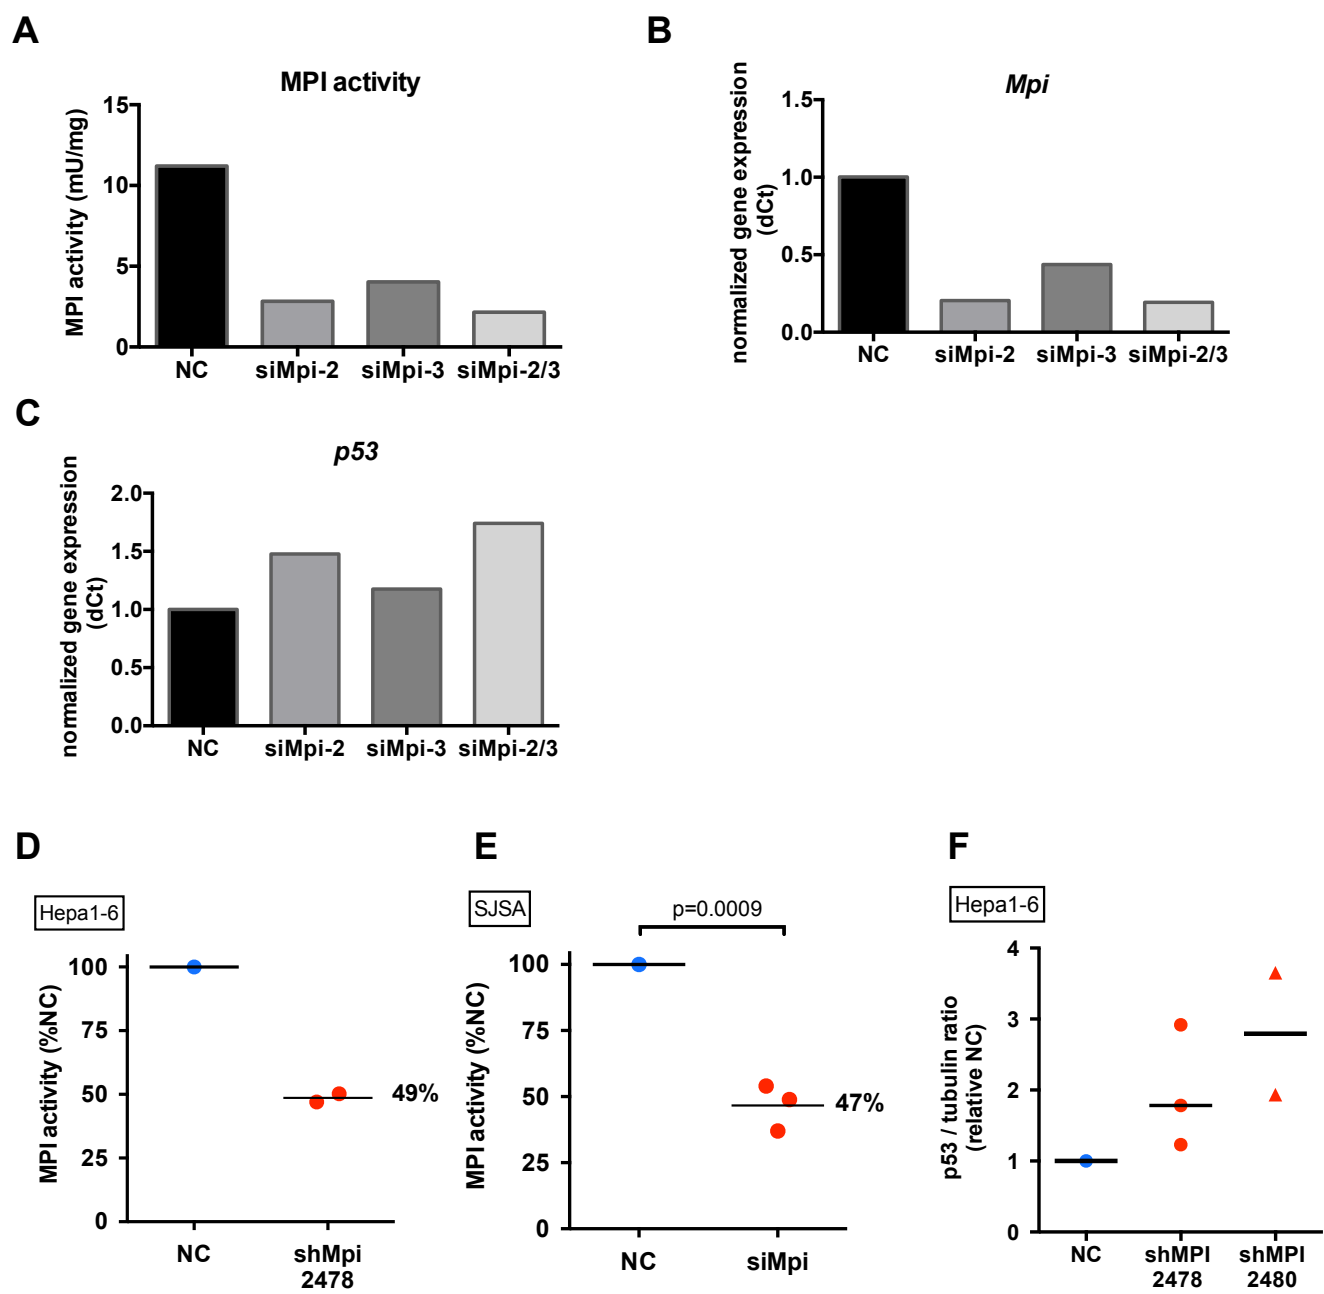 A
MPI activity
MPI activity (mU/mg)
15
10
5
0
NC siMpi-2 siMpi-3 siMpi-2/3
B
Mpi
normalized gene expression
(dCt)
1.5
1.0
0.5
0.0
NC siMpi-2 siMpi-3 siMpi-2/3
C
p53
normalized gene expression
(dCt)
2.0
1.5
1.0
0.5
0.0
NC siMpi-2 siMpi-3 siMpi-2/3
D
Hepa1-6
MPI activity (%NC)
100
75
50
25
0
49%
NC shMpi
2478
E
SJSA
p=0.0009
MPI activity (%NC)
100
75
50
25
0
47%
NC siMpi
F
Hepa1-6
p53 / tubulin ratio
(relative NC)
4
3
2
1
0
NC shMPI shMPI
2478 2480